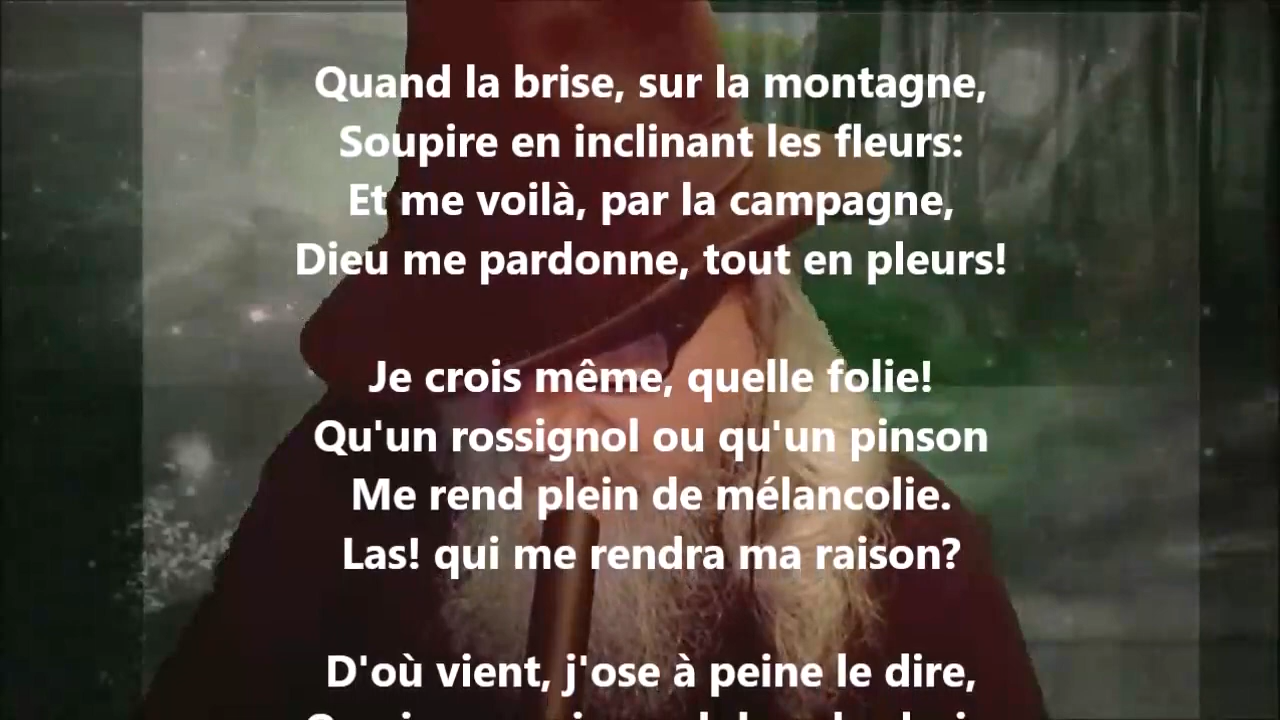 Quand la brise, sur la montagne,
Soupire en inclinant les fleurs:
Et me voilà, par la campagne,
Dieu me pardonne, tout en pleurs!
Je crois même, quelle folie!
Qu'un rossignol ou qu'un pinson
Me rend plein de mélancolie.
Las! qui me rendra ma raison?
D'où vient, j'ose à peine le dire,